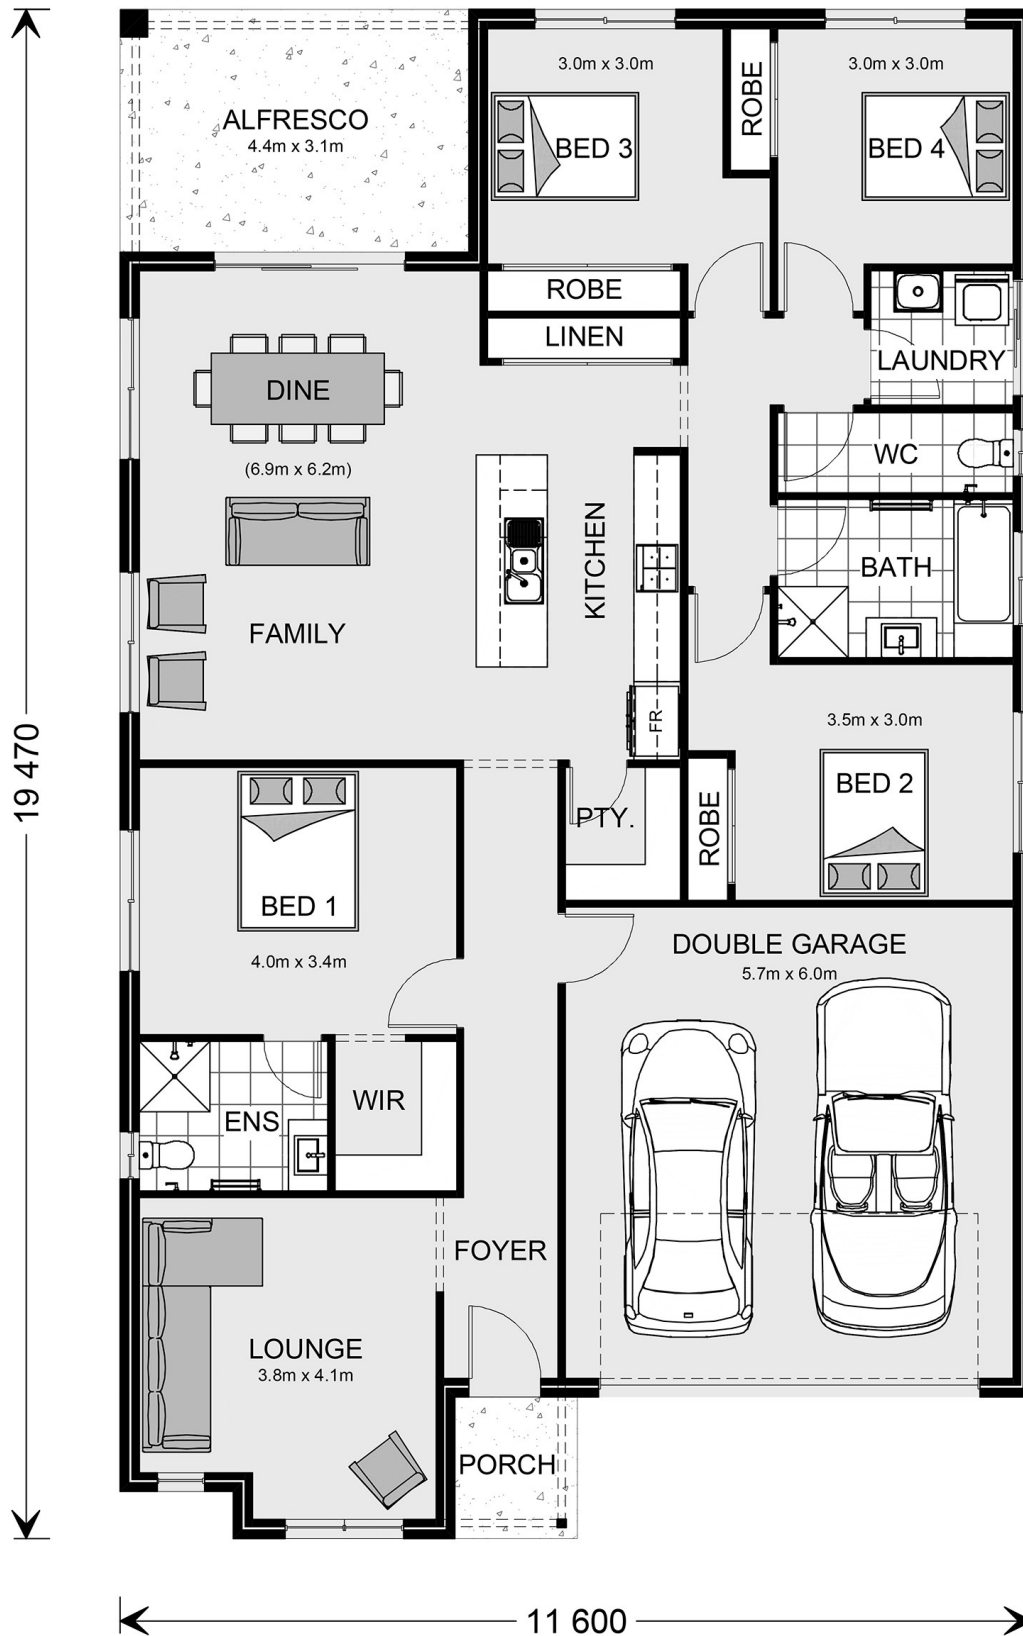 3.0m x 3.0m
ROBE
3.0m x 3.0m
ALFRESCO
4.4m x 3.1m
BED 3
BED 4
ROBE
LINEN
LAUNDRY
DINE
(6.9m x 6.2m)
WC
KITCHEN
BATH
FAMILY
FR
3.5m x 3.0m
19 470
BED 2
PTY.
ROBE
BED 1
4.0m x 3.4m
DOUBLE GARAGE
5.7m x 6.0m
WIR
ENS
FOYER
LOUNGE
3.8m x 4.1m
PORCH
11 600